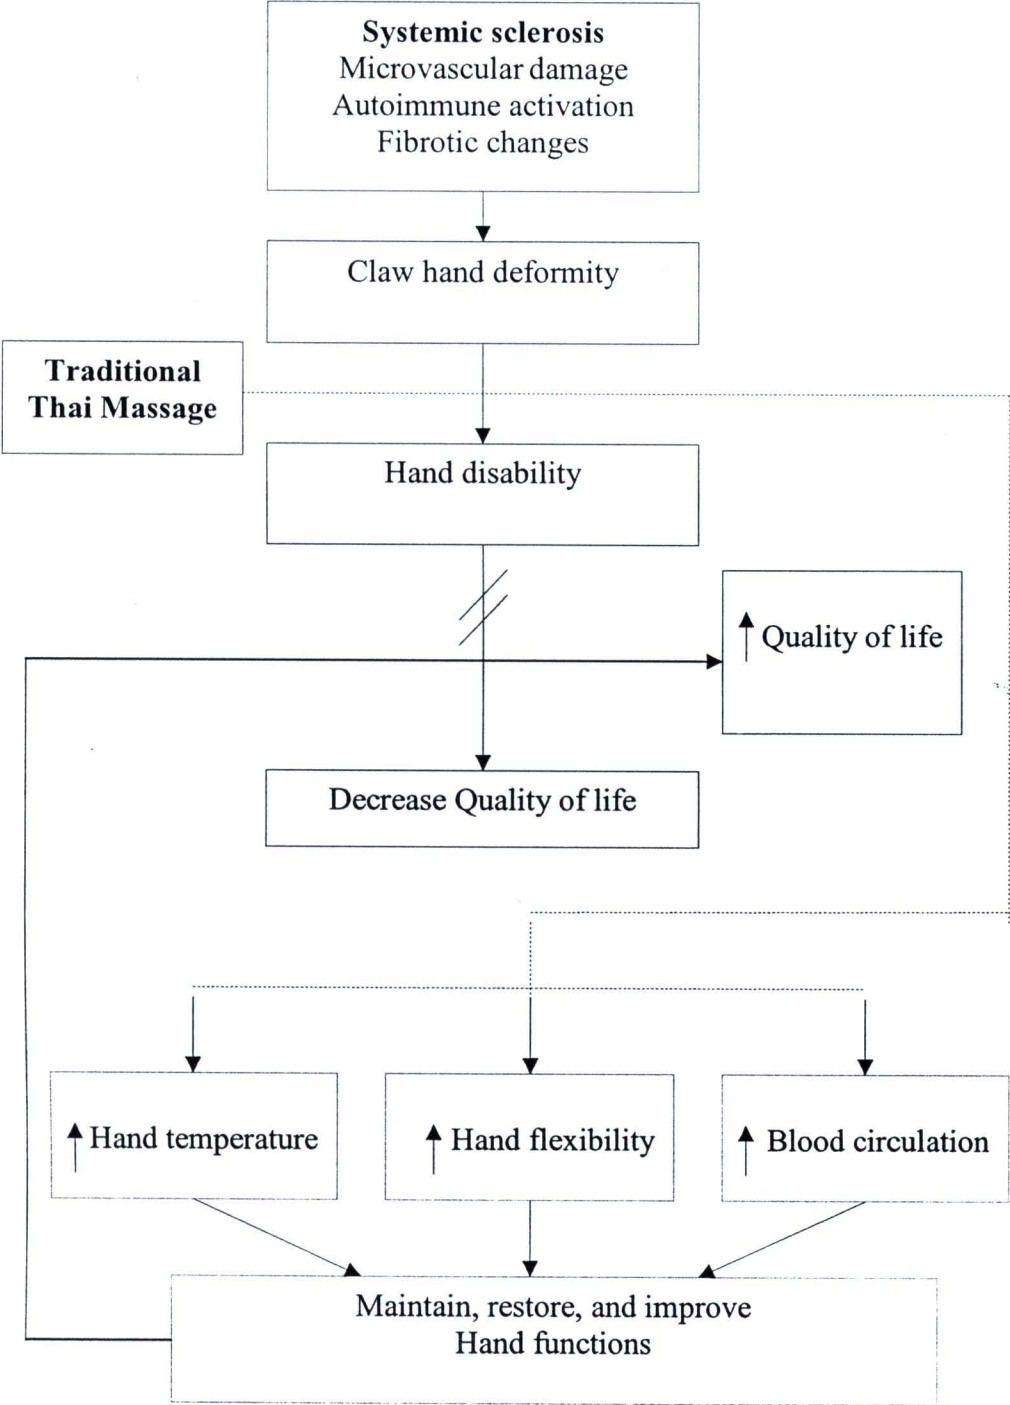 Systemic sclerosis
Microvascular damage
Autoimmune activation
Fibrotic changes
Claw hand deformity
Traditional
Thai Massage
Hand disability
↑ Quality of life
Decrease Quality of life
↑ Hand temperature
↑ Hand flexibility
↑ Blood circulation
Maintain, restore, and improve
Hand functions